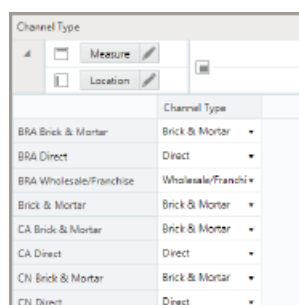 Channel Type
Measure
Location
Channel Type
BRA Brick & Mortar Brick & Mortar
BRA Direct Direct
BRA Wholesale/Franchise Wholesale/Franchi
Brick & Mortar Brick & Mortar
CA Brick & Mortar Brick & Mortar
CA Direct Direct
CN Brick & Mortar Brick & Mortar
CN Direct Direct